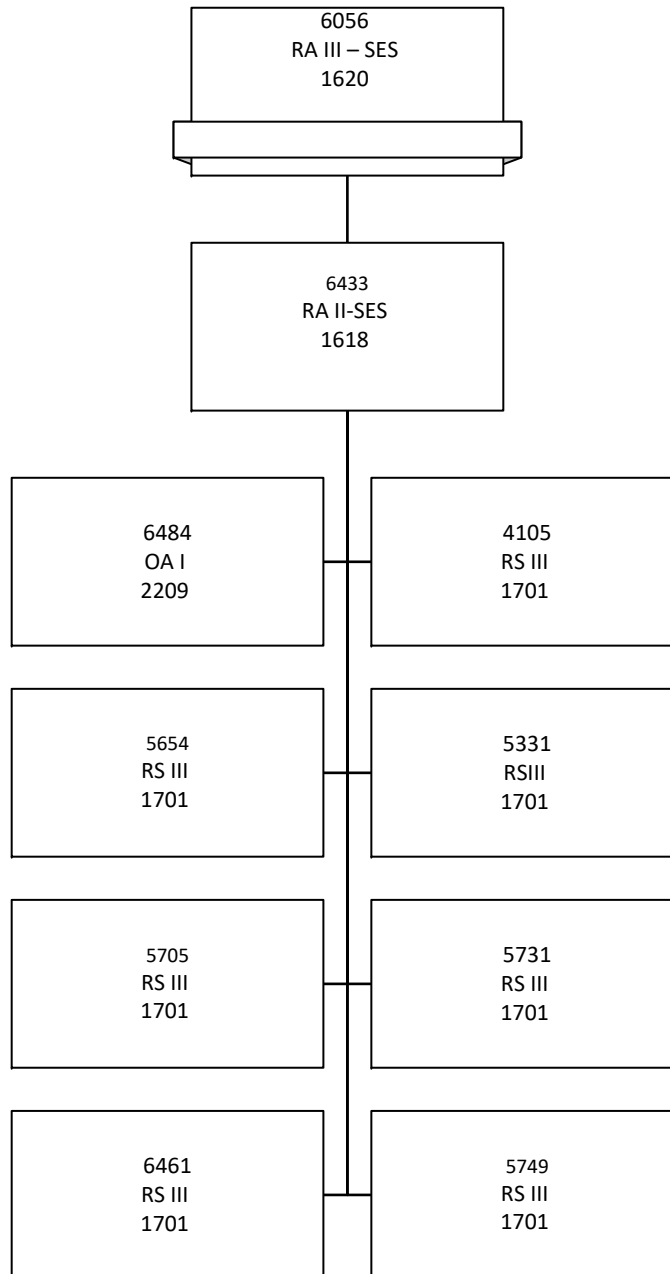 6056
RA III – SES
1620
6433
RA II-SES
1618
6484
OA I
2209
4105
RS III
1701
5654
RS III
1701
5331
RSIII
1701
5705
RS III
1701
5731
RS III
1701
6461
RS III
1701
5749
RS III
1701